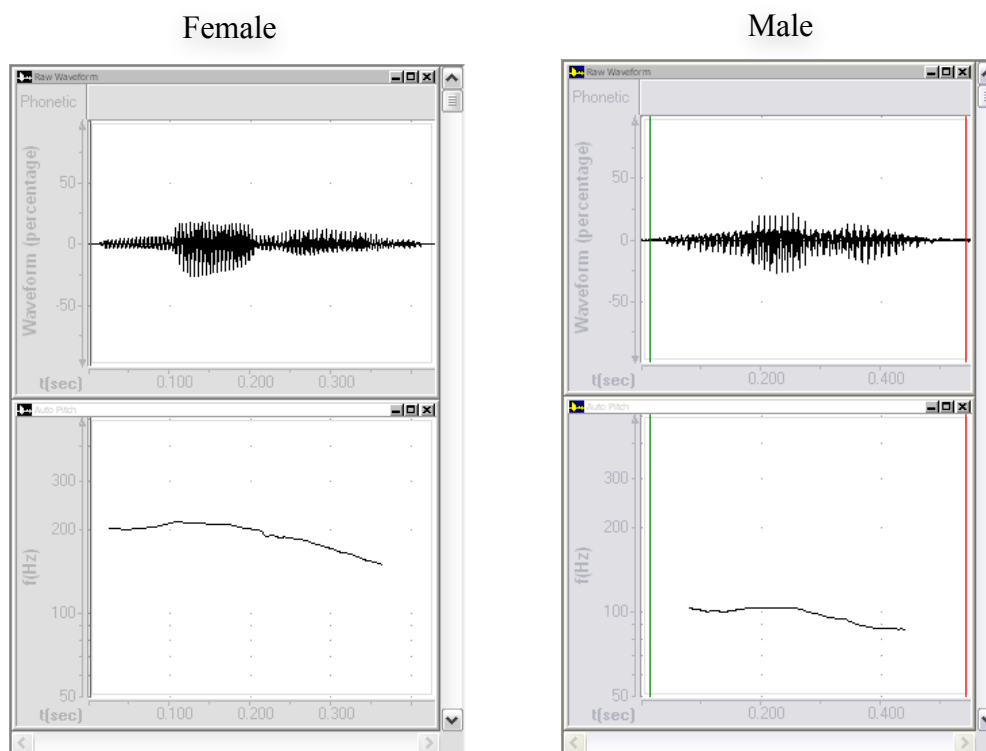 Female
Raw Waveform
Phonetic
Waveform (percentage)
50
0
-50
t(sec)
0.100
0.200
0.300
Auto Pitch
f(Hz)
300
200
100
50
t(sec)
0.100
0.200
0.300
Male
Raw Waveform
Phonetic
Waveform (percentage)
50
0
-50
t(sec)
0.200
0.400
Auto Pitch
f(Hz)
300
200
100
50
t(sec)
0.200
0.400